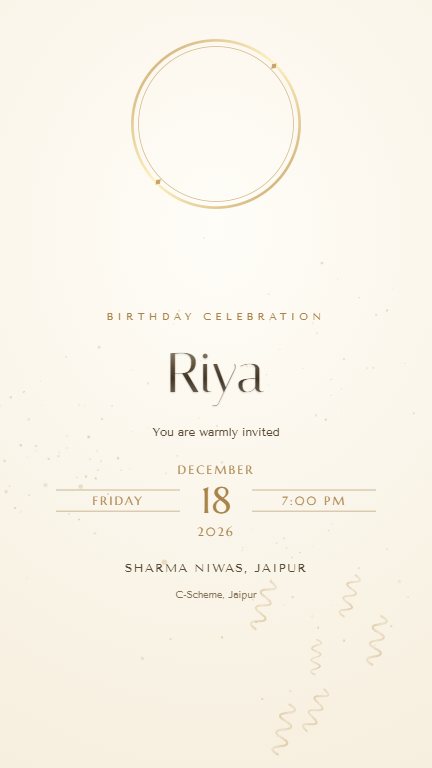 BIRTHDAY CELEBRATION
Riya
You are warmly invited
DECEMBER
FRIDAY 18 7:00 PM
2026
SHARMA NIWAS, JAIPUR
C-Scheme, Jaipur